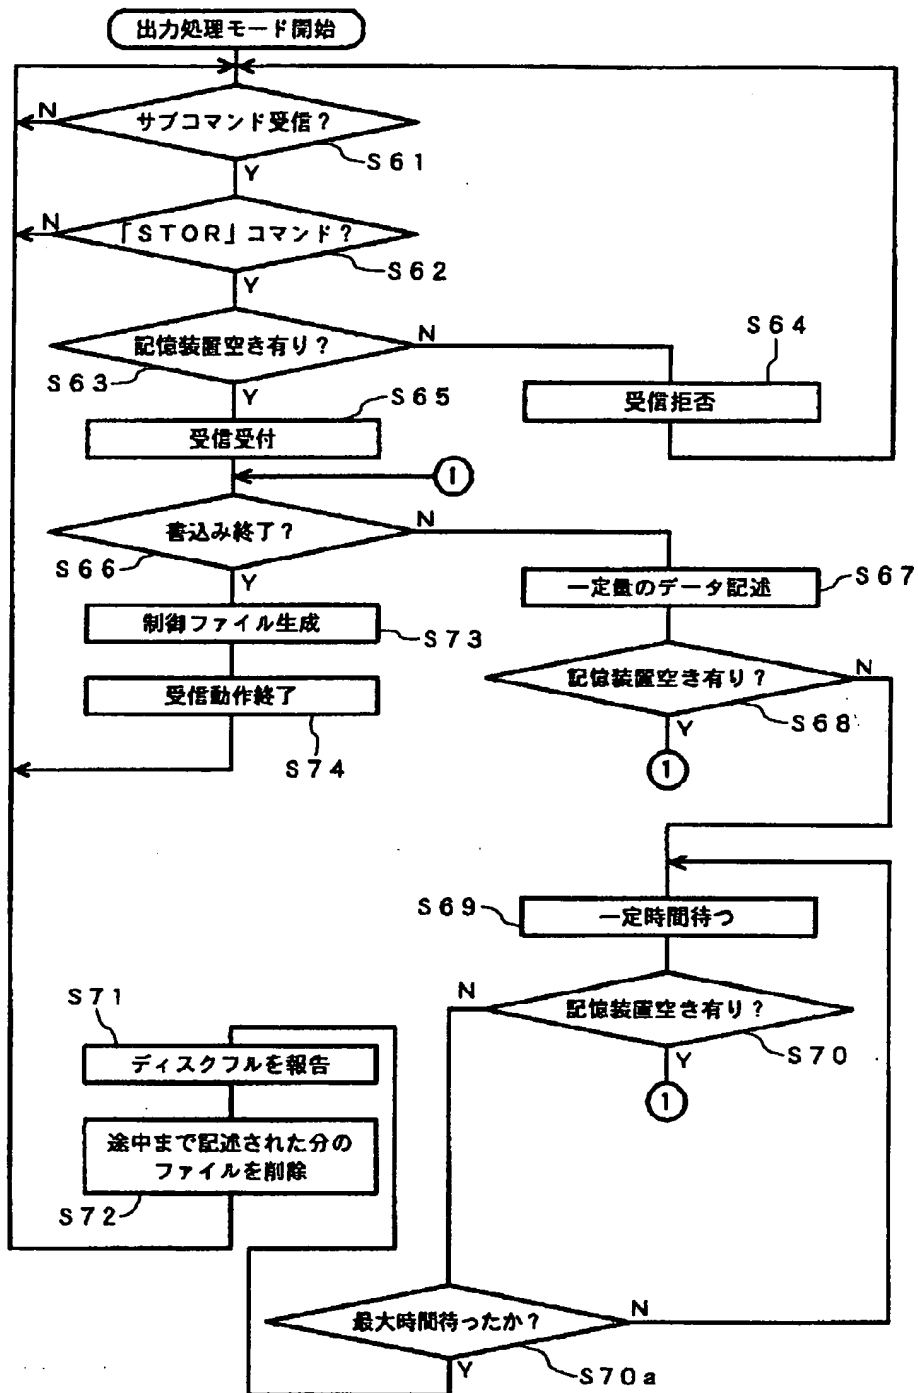 出力処理モード開始
N
サブコマンド受信？
S61
Y
N
「STOR」コマンド？
S62
Y
記憶装置空き有り？
N
S63
Y
S64
受信拒否
S65
受信受付
①
書込み終了？
N
S66
Y
一定量のデータ記述
S67
制御ファイル生成
S73
記憶装置空き有り？
N
S68
Y
①
受信動作終了
S74
S69
一定時間待つ
記憶装置空き有り？
N
S70
Y
①
S71
ディスクフルを報告
途中まで記述された分の
ファイルを削除
S72
最大時間待ったか？
N
S70a
Y